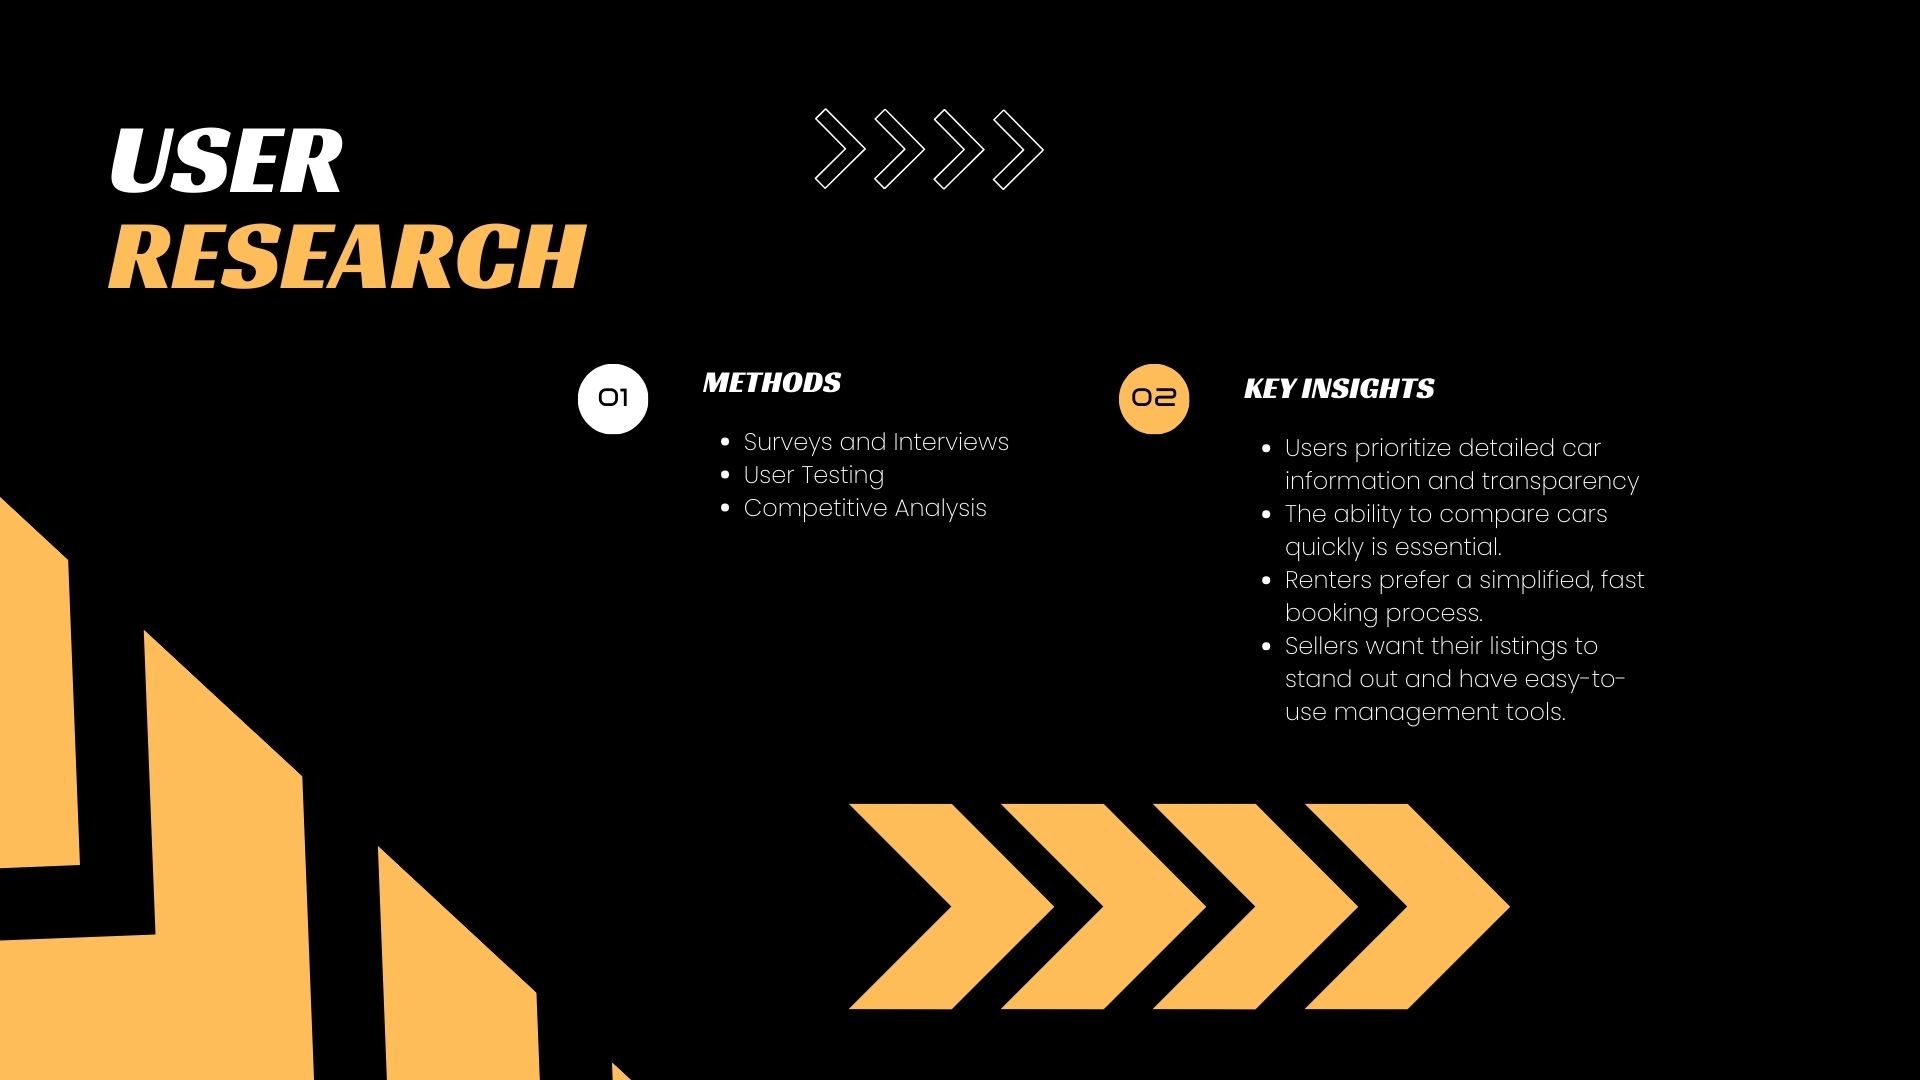 USER
RESEARCH
01
METHODS
• Surveys and Interviews
• User Testing
• Competitive Analysis
02
KEY INSIGHTS
• Users prioritize detailed car
information and transparency
• The ability to compare cars
quickly is essential.
• Renters prefer a simplified, fast
booking process.
• Sellers want their listings to
stand out and have easy-to-
use management tools.